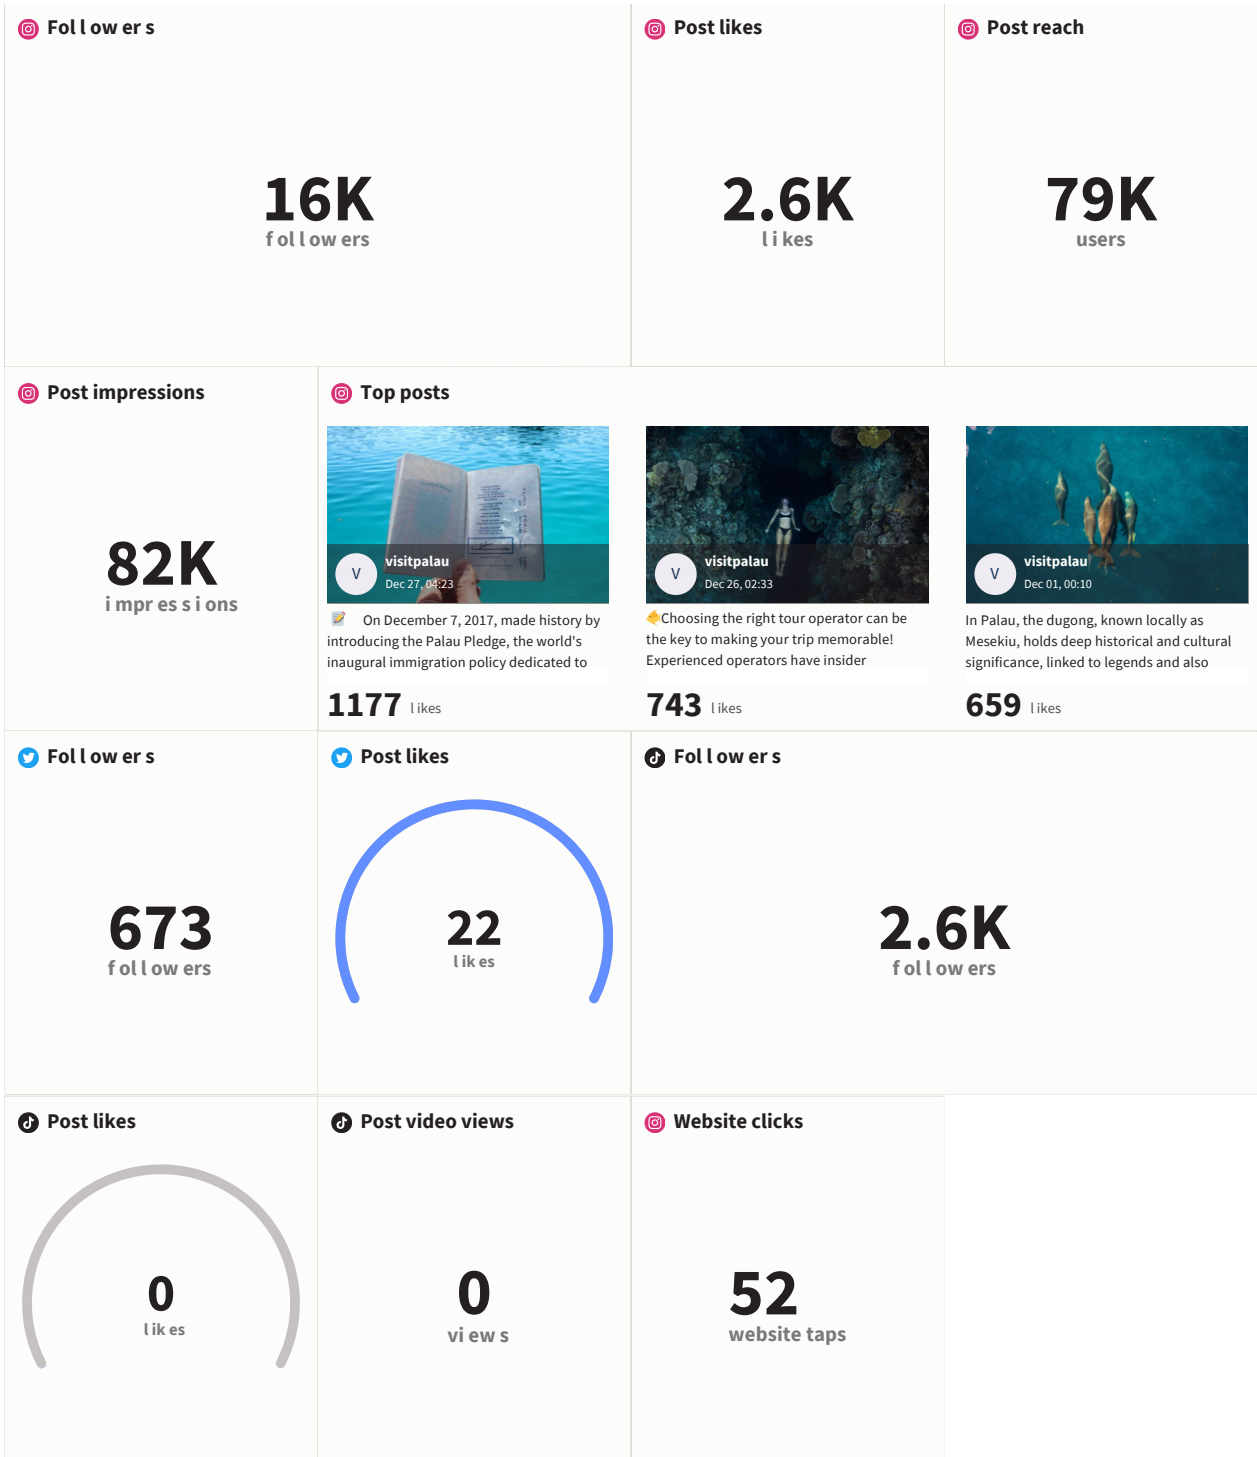 Followers
Post likes
Post reach
16K
followers
2.6K
likes
79K
users
Post impressions
Top posts
82K
impressions
V
visitpalau
Dec 27, 04:23
V
visitpalau
Dec 26, 02:33
V
visitpalau
Dec 01, 00:10
📝 On December 7, 2017, made history by
introducing the Palau Pledge, the world's
inaugural immigration policy dedicated to
1177 likes
🐠Choosing the right tour operator can be
the key to making your trip memorable!
Experienced operators have insider
743 likes
In Palau, the dugong, known locally as
Mesekiu, holds deep historical and cultural
significance, linked to legends and also
659 likes
Followers
Post likes
Followers
673
followers
22
likes
2.6K
followers
Post likes
Post video views
Website clicks
0
likes
0
views
52
website taps